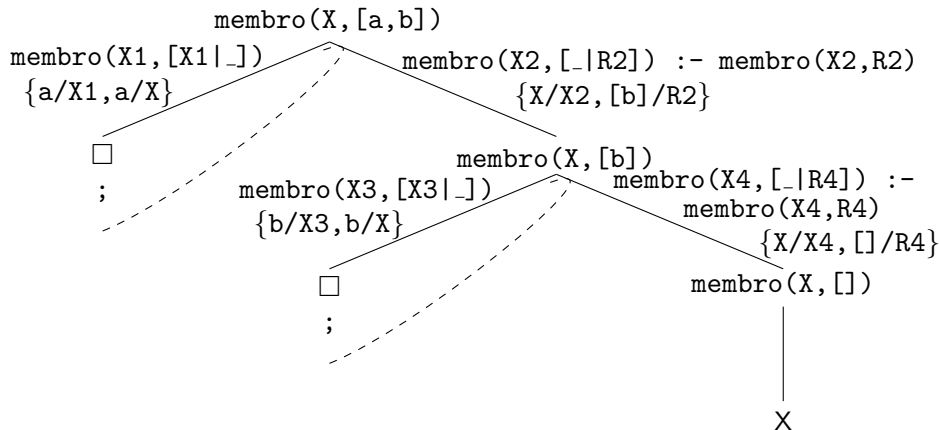 membro(X,[a,b])
membro(X1,[X1|_])
{a/X1,a/X}
membro(X2,[_|R2]) :- membro(X2,R2)
{X/X2,[b]/R2}
□
;
membro(X,[b])
membro(X3,[X3|_])
{b/X3,b/X}
membro(X4,[_|R4]) :-
membro(X4,R4)
{X/X4,[]/R4}
□
;
membro(X,[])
X